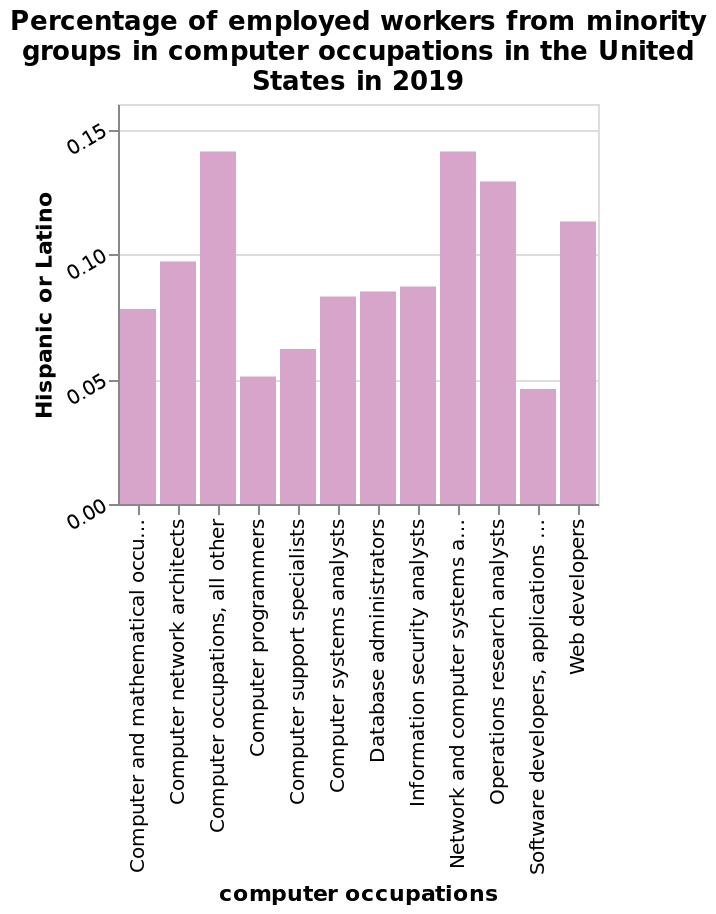 Percentage of employed workers from minority
groups in computer occupations in the United
States in 2019
Hispanic or Latino
0.15
0.10
0.05
0.00
Computer and mathematical occu...
Computer network architects
Computer occupations, all other
Computer programmers
Computer support specialists
Computer systems analysts
Database administrators
Information security analysts
Network and computer systems a...
Operations research analysts
Software developers, applications ...
Web developers
computer occupations